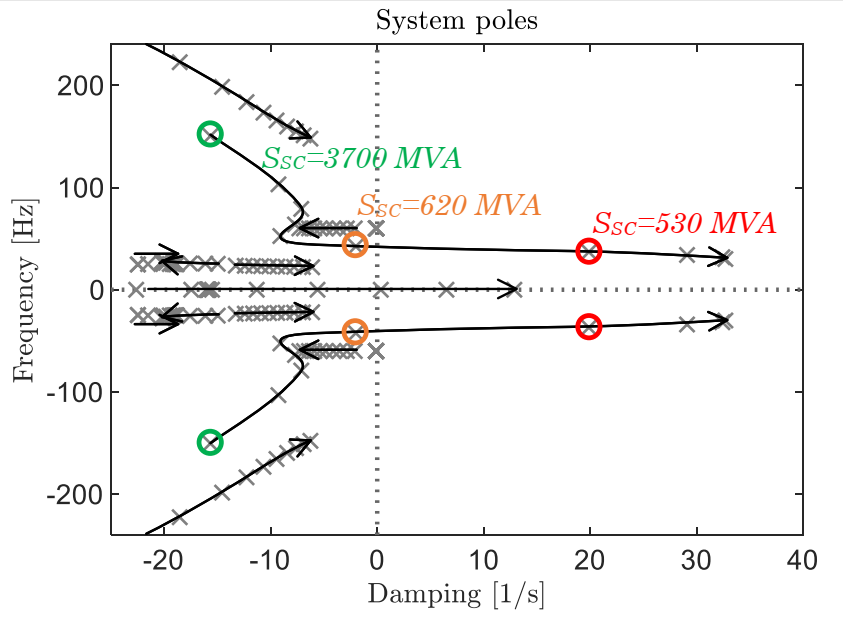 System poles
200
100
0
-100
-200
Frequency [Hz]
S_SC=3700 MVA
S_SC=620 MVA
S_SC=530 MVA
-20 -10 0 10 20 30 40
Damping [1/s]